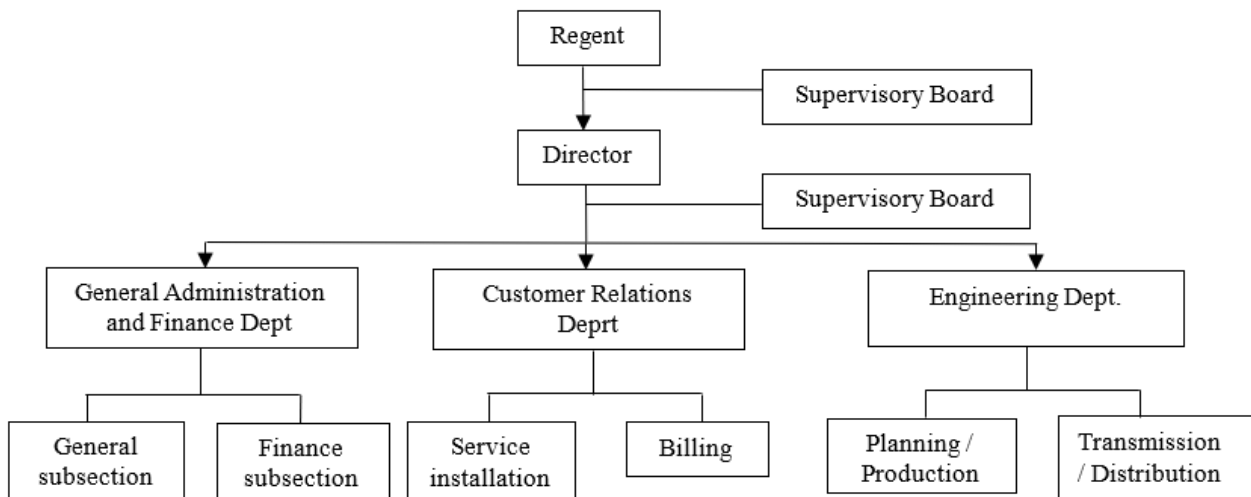 Regent
Supervisory Board
Director
Supervisory Board
General Administration
and Finance Dept
Customer Relations
Deprt
Engineering Dept.
General
subsection
Finance
subsection
Service
installation
Billing
Planning /
Production
Transmission
/ Distribution